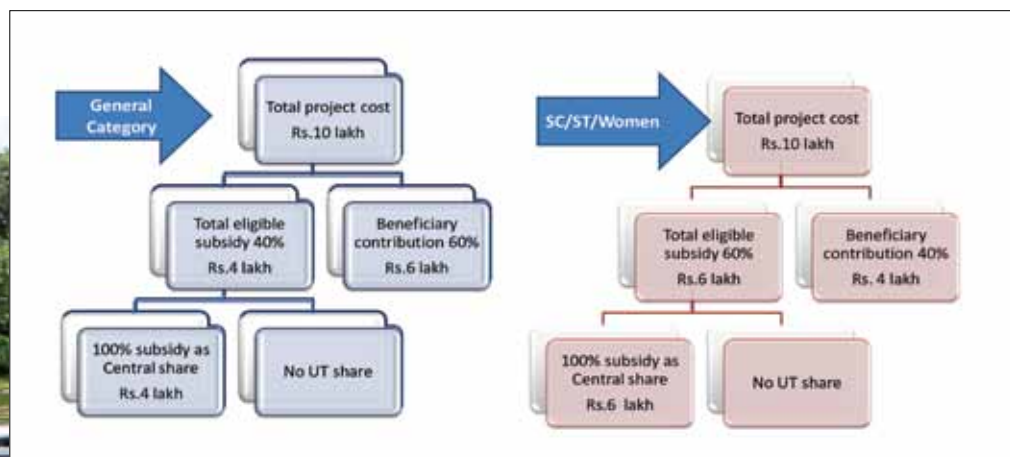 General
Category
Total project cost
Rs.10 lakh
Total eligible
subsidy 40%
Rs.4 lakh
Beneficiary
contribution 60%
Rs.6 lakh
100% subsidy as
Central share
Rs.4 lakh
No UT share
SC/ST/Women
Total project cost
Rs.10 lakh
Total eligible
subsidy 60%
Rs.6 lakh
Beneficiary
contribution 40%
Rs. 4 lakh
100% subsidy as
Central share
Rs.6 lakh
No UT share